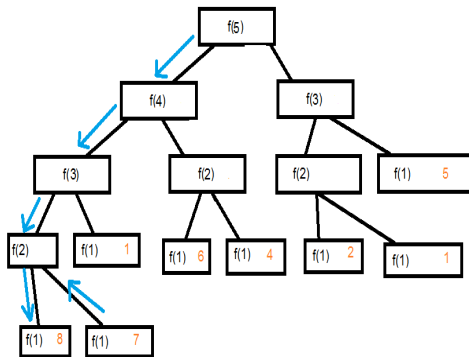 f(5)
f(4)
f(3)
f(3)
f(2)
f(2)
f(1) 5
f(2)
f(1) 1
f(1) 6
f(1) 4
f(1) 2
f(1) 1
f(1) 8
f(1) 7